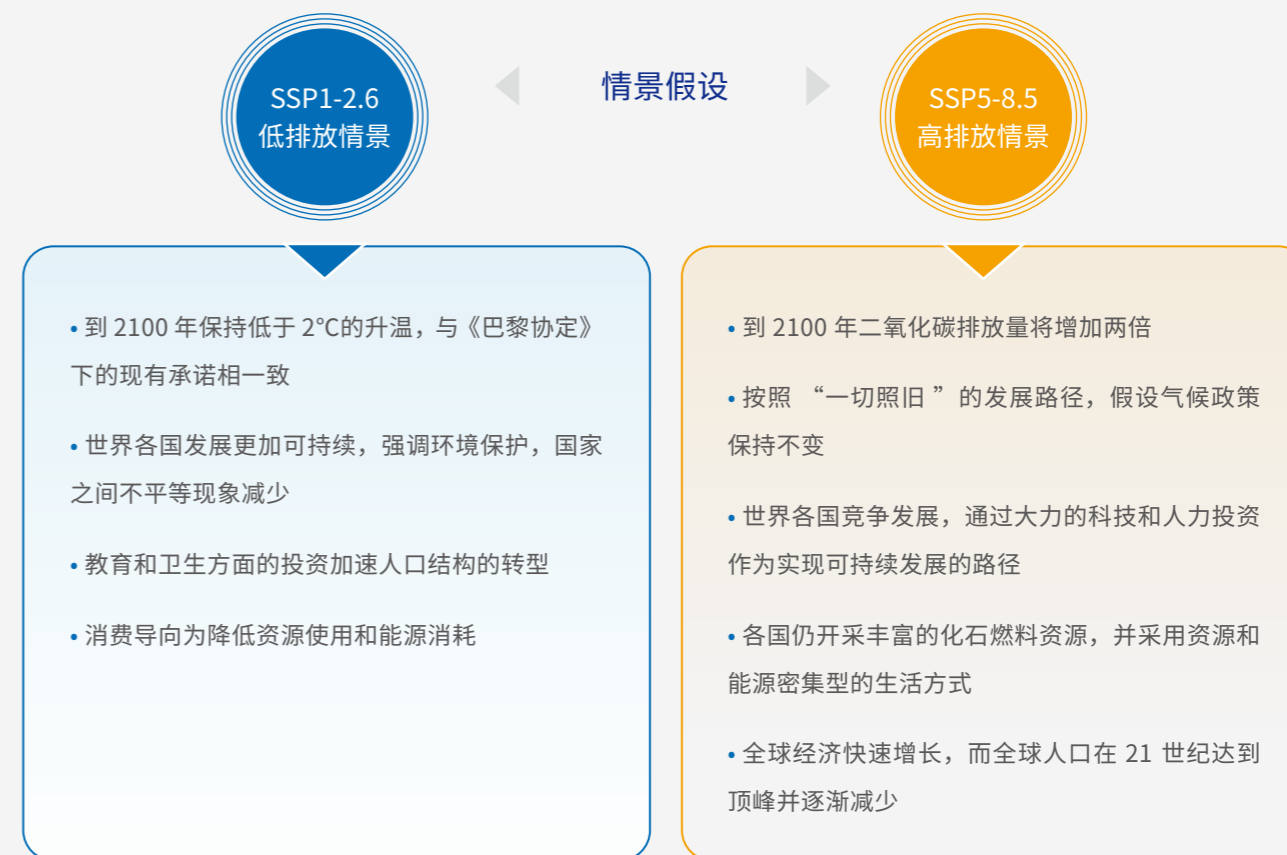 SSP1-2.6
低排放情景
情景假设
SSP5-8.5
高排放情景
• 到 2100 年保持低于 2℃的升温，与《巴黎协定》
下的现有承诺相一致
• 世界各国发展更加可持续，强调环境保护，国家
之间不平等现象减少
• 教育和卫生方面的投资加速人口结构的转型
• 消费导向为降低资源使用和能源消耗
• 到 2100 年二氧化碳排放量将增加两倍
• 按照 “一切照旧 ” 的发展路径，假设气候政策
保持不变
• 世界各国竞争发展，通过大力的科技和人力投资
作为实现可持续发展的路径
• 各国仍开采丰富的化石燃料资源，并采用资源和
能源密集型的生活方式
• 全球经济快速增长，而全球人口在 21 世纪达到
顶峰并逐渐减少